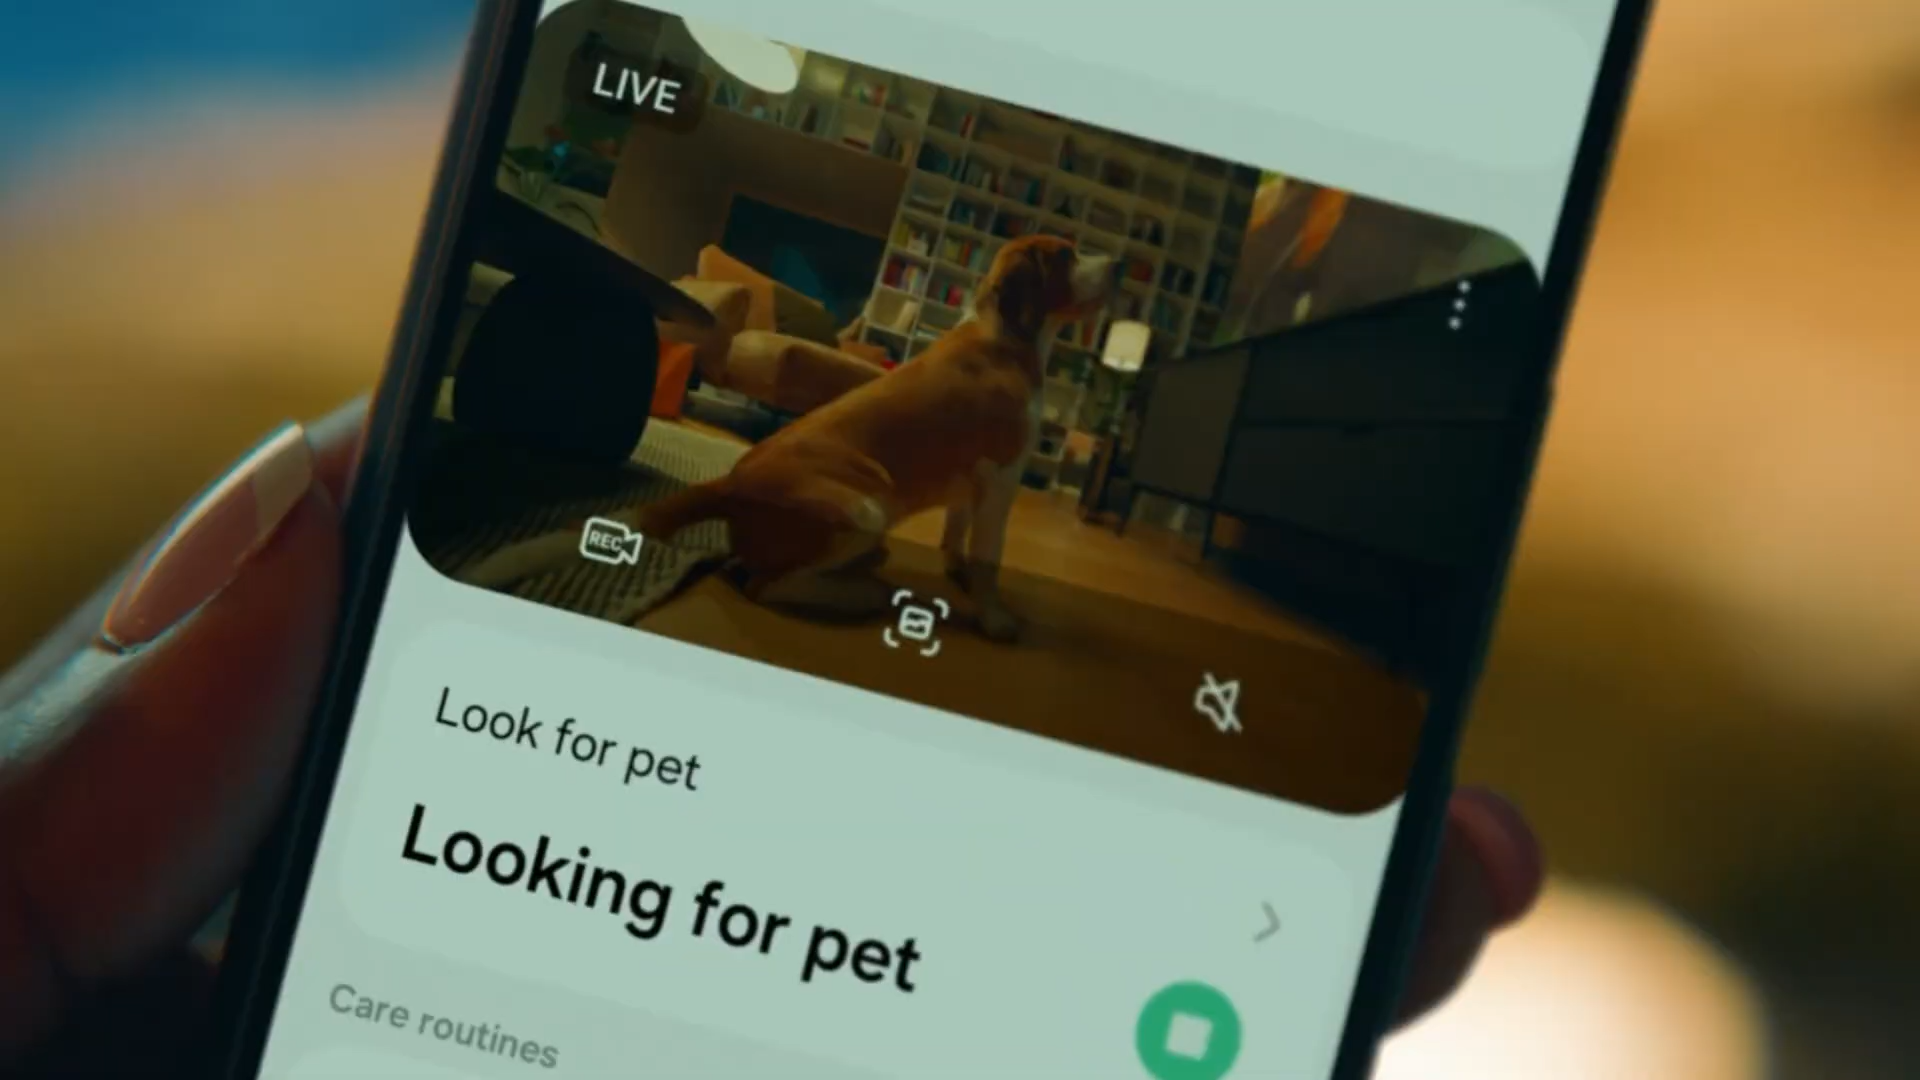 LIVE
REC
Look for pet
Looking for pet
Care routines